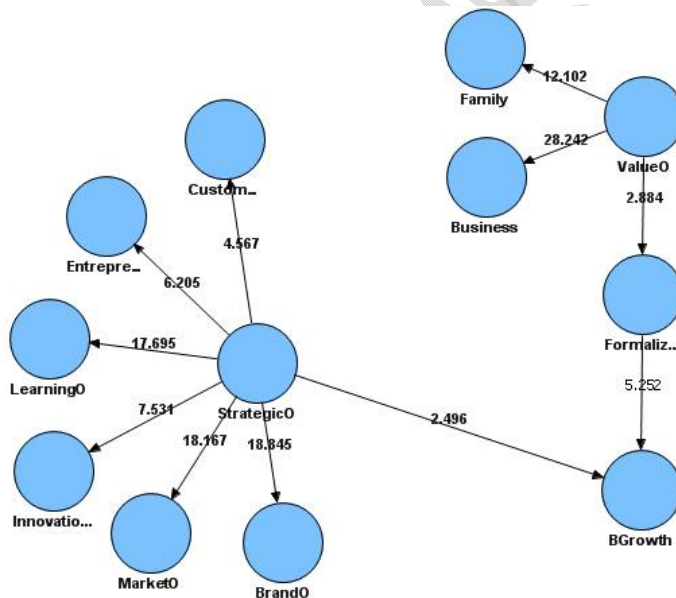 12.102
Family
28.242
ValueO
Business
2.884
Custom...
4.567
Entrepre...
6.205
Formaliz...
17.695
LearningO
5.252
7.531
StrategicO
2.496
18.167
18.845
Innovatio...
BGrowth
MarketO
BrandO